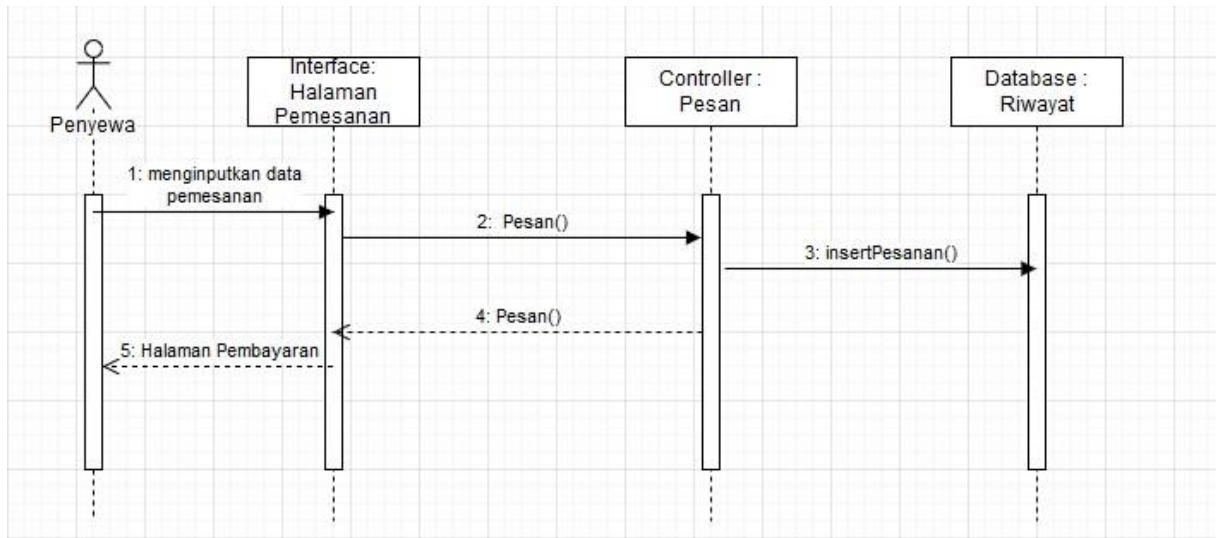 Penyewa
Interface:
Halaman
Pemesanan
Controller :
Pesan
Database :
Riwayat
1: menginputkan data
pemesanan
2: Pesan()
3: insertPesanan()
4: Pesan()
5: Halaman Pembayaran